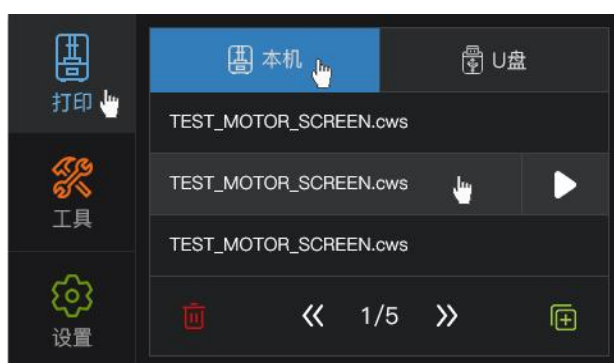 打印
工具
设置
本机
U盘
TEST_MOTOR_SCREEN.cws
TEST_MOTOR_SCREEN.cws
TEST_MOTOR_SCREEN.cws
1/5